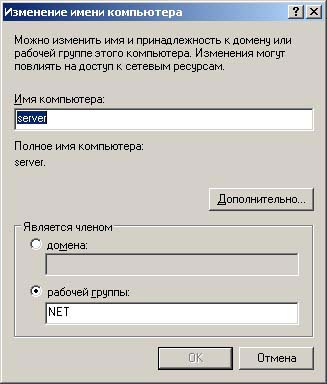 Изменение имени компьютера
Можно изменить имя и принадлежность к домену или
рабочей группе этого компьютера. Изменения могут
повлиять на доступ к сетевым ресурсам.
Имя компьютера:
server
Полное имя компьютера:
server.
Дополнительно...
Является членом
домена:
рабочей группы:
NET
OK
Отмена